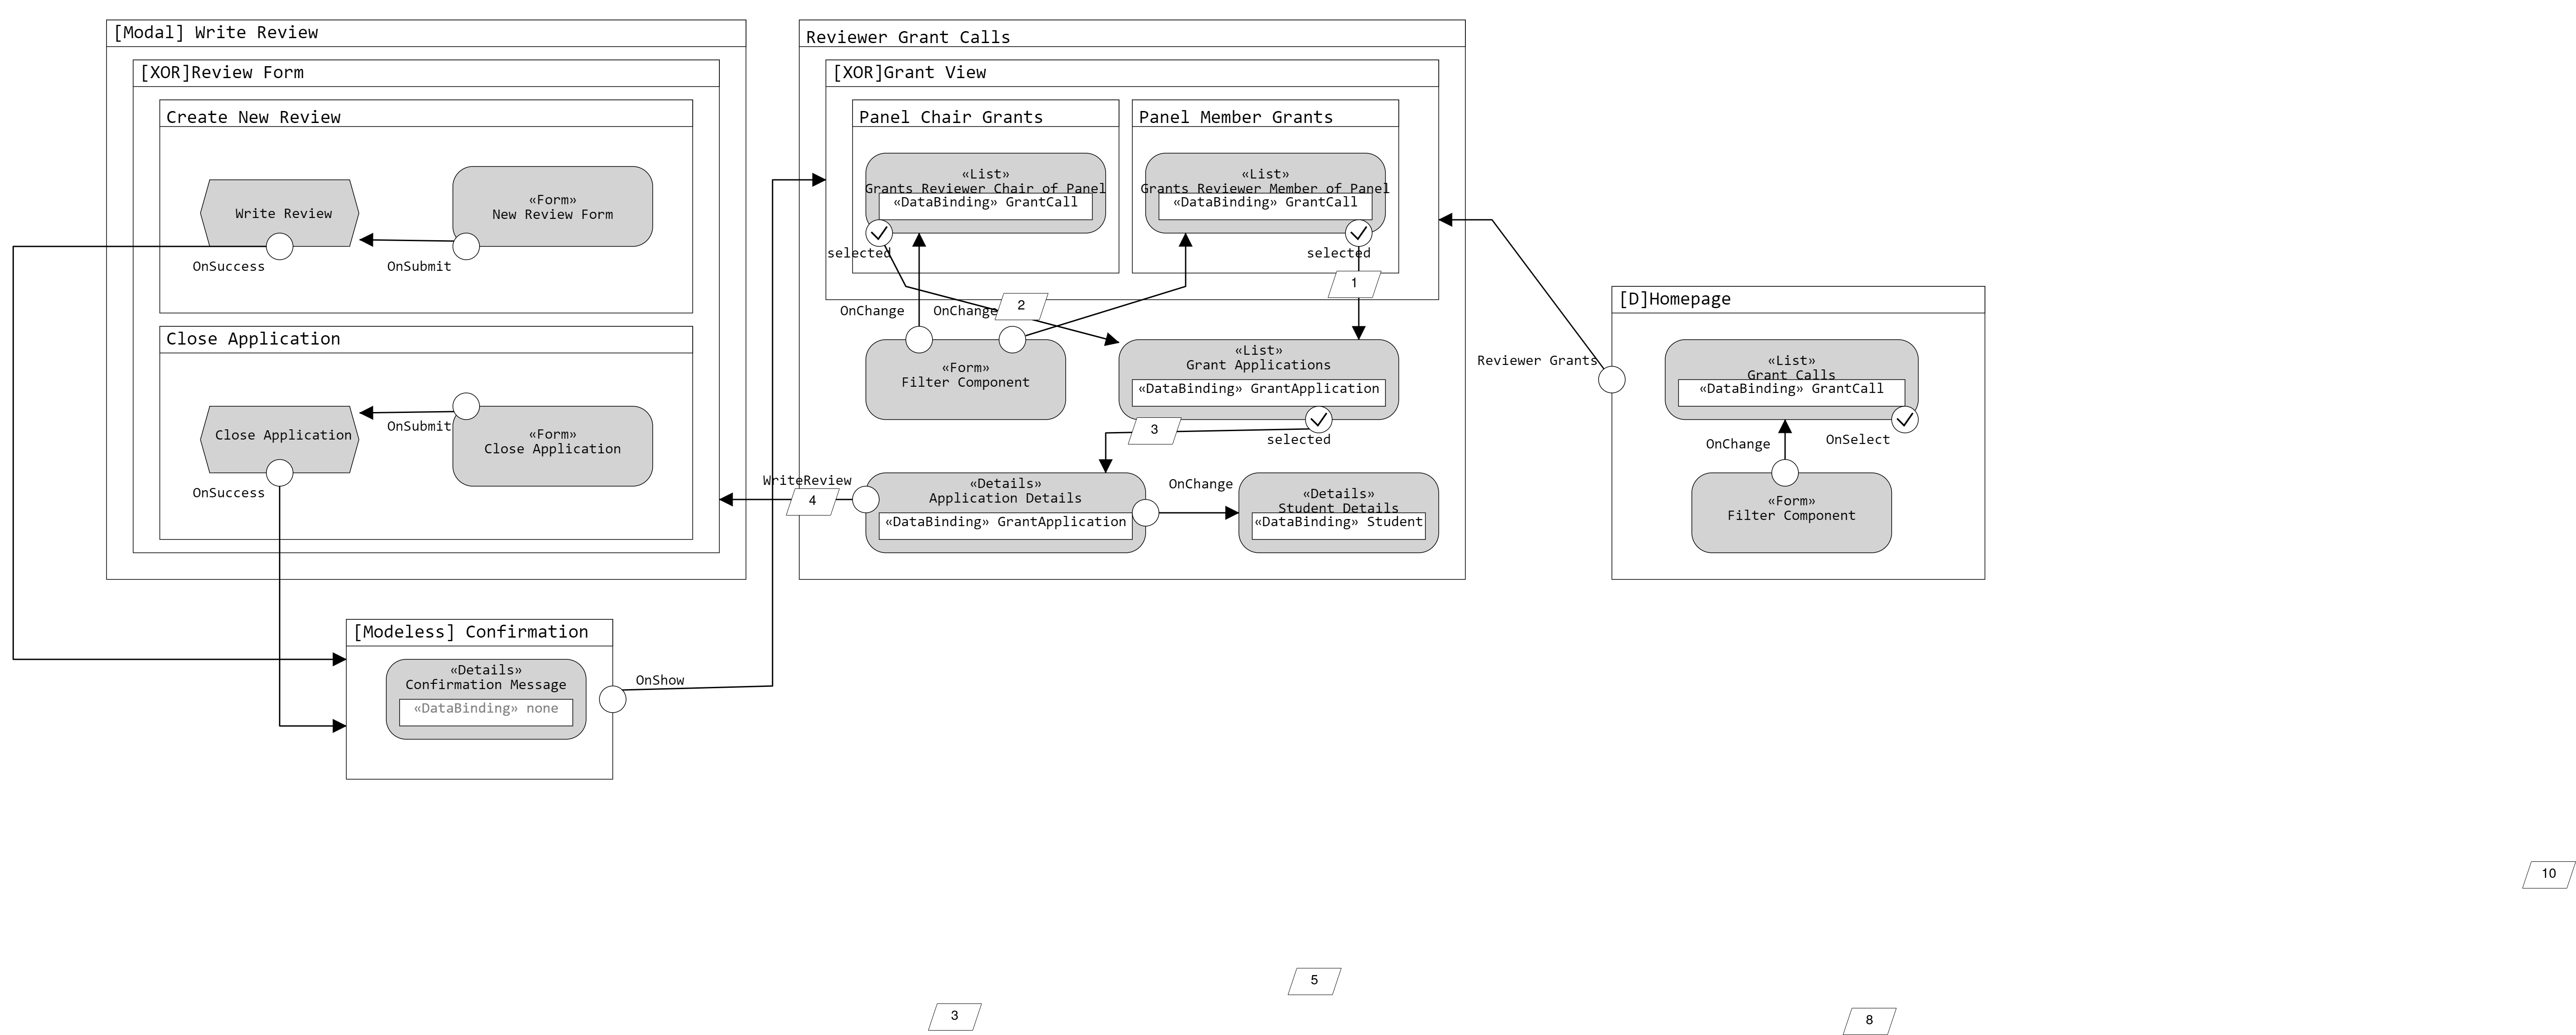 [Modal] Write Review
[XOR]Review Form
Create New Review
Write Review
«Form»
New Review Form
OnSuccess
OnSubmit
Close Application
Close Application
OnSubmit
«Form»
Close Application
OnSuccess
[Modeless] Confirmation
«Details»
Confirmation Message
«DataBinding» none
OnShow
Reviewer Grant Calls
[XOR]Grant View
Panel Chair Grants
«List»
Grants Reviewer Chair of Panel
«DataBinding» GrantCall
selected
Panel Member Grants
«List»
Grants Reviewer Member of Panel
«DataBinding» GrantCall
selected
1
2
OnChange
OnChange
«Form»
Filter Component
«List»
Grant Applications
«DataBinding» GrantApplication
selected
3
WriteReview
4
«Details»
Application Details
«DataBinding» GrantApplication
OnChange
«Details»
Student Details
«DataBinding» Student
Reviewer Grants
[D]Homepage
«List»
Grant Calls
«DataBinding» GrantCall
OnChange
OnSelect
«Form»
Filter Component
10
5
3
8